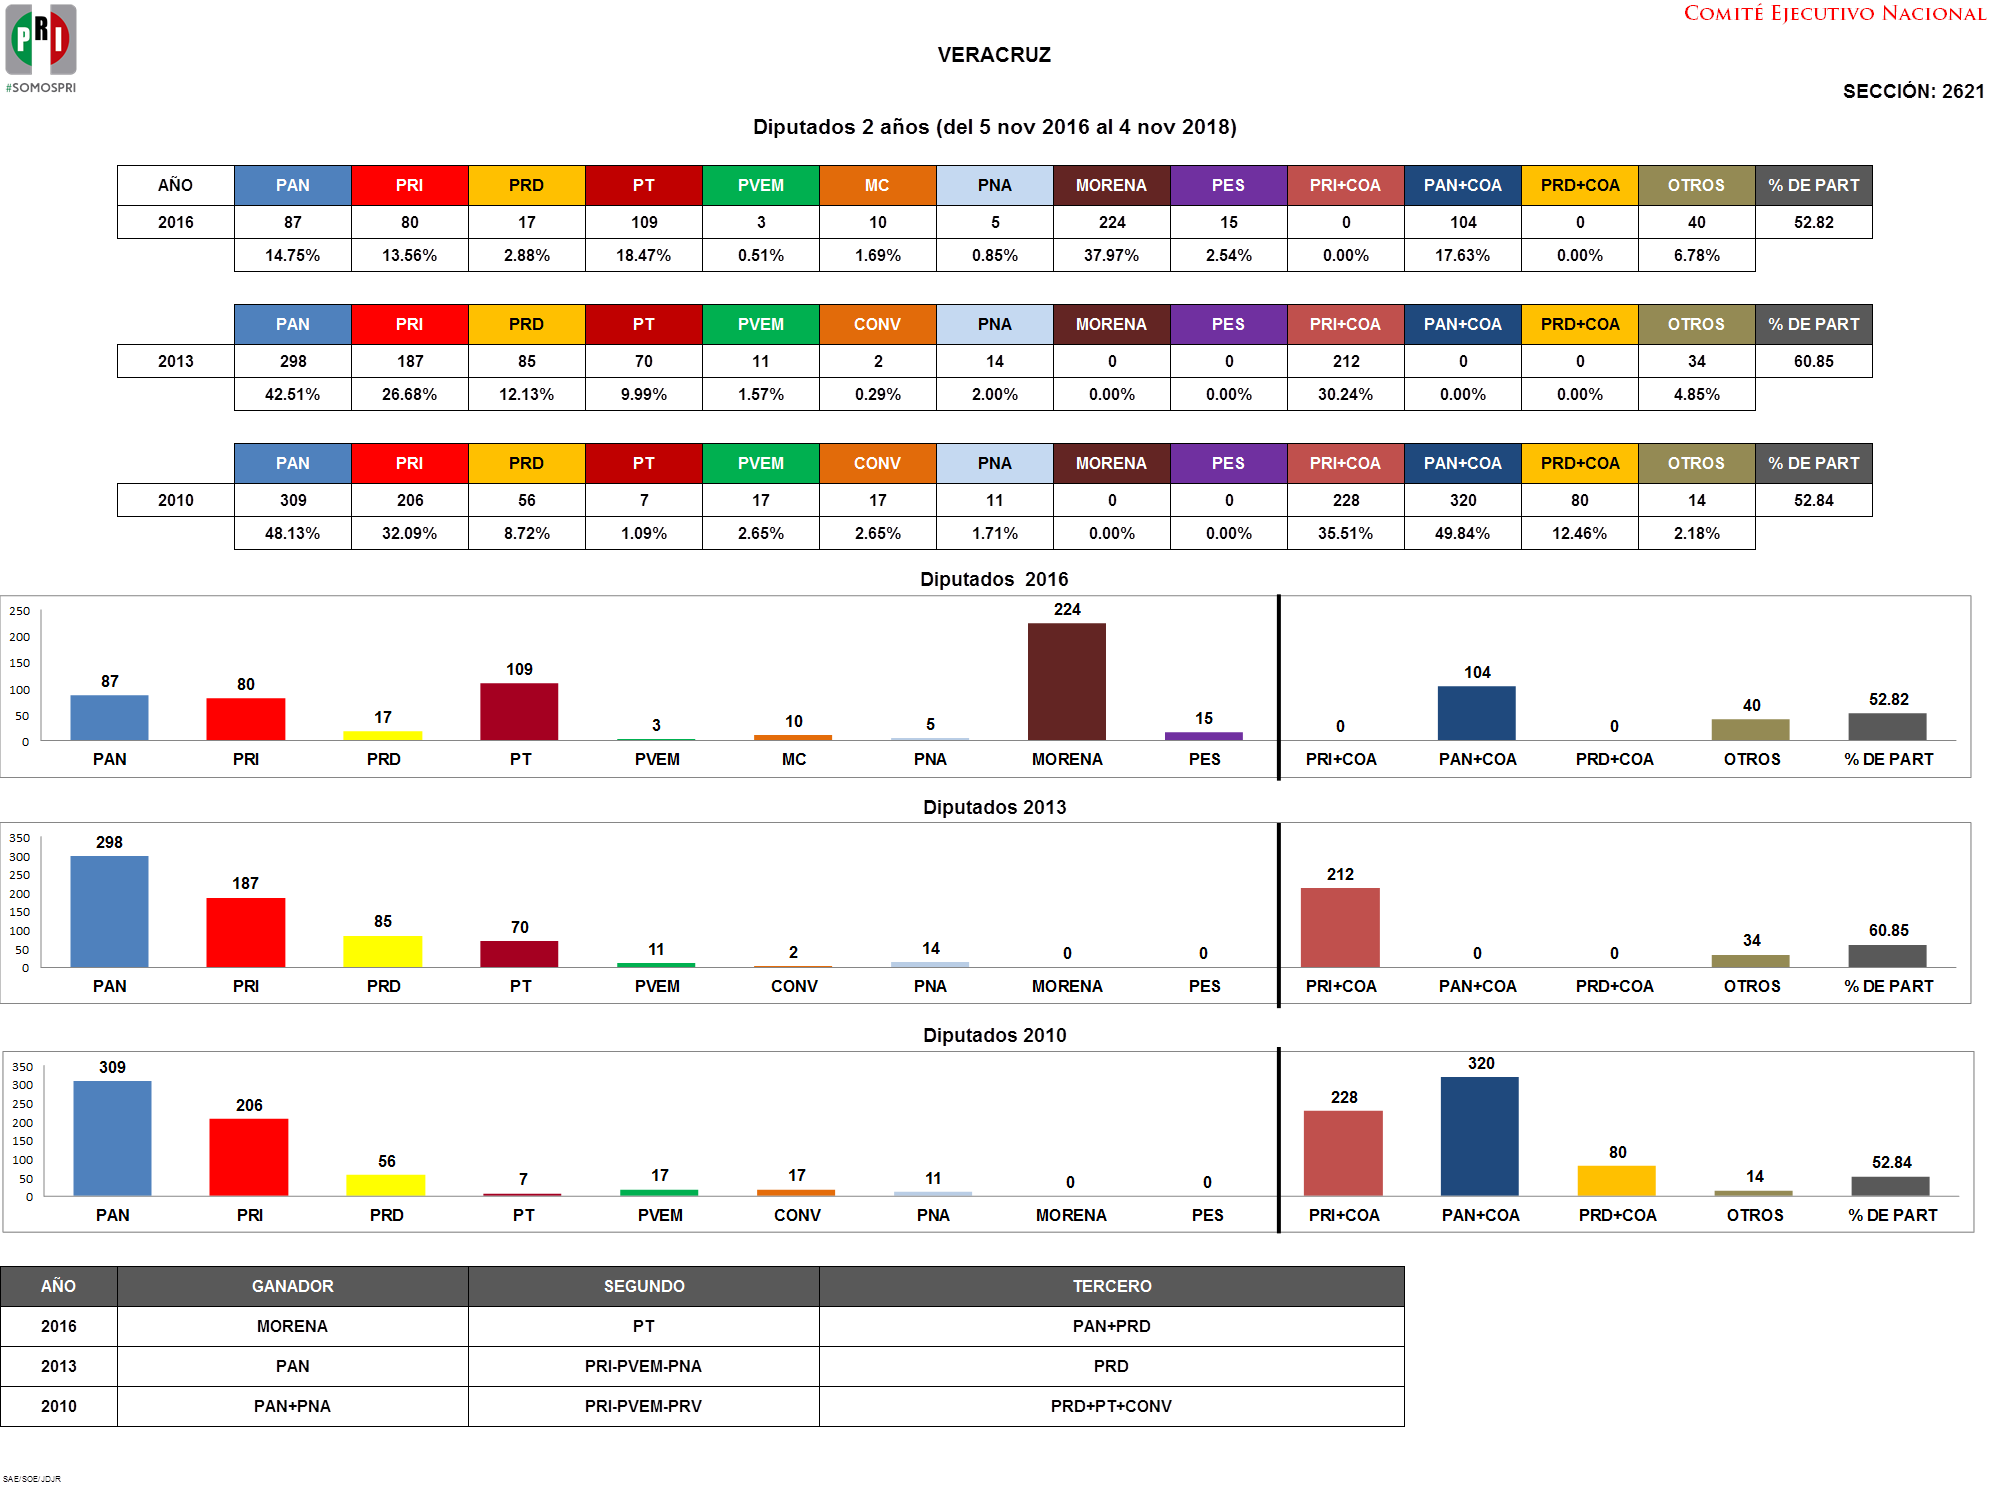 PRI
#SOMOSPRI
COMITÉ EJECUTIVO NACIONAL
VERACRUZ
SECCIÓN: 2621
Diputados 2 años (del 5 nov 2016 al 4 nov 2018)
AÑO PAN PRI PRD PT PVEM MC PNA MORENA PES PRI+COA PAN+COA PRD+COA OTROS % DE PART
2016 87 80 17 109 3 10 5 224 15 0 104 0 40 52.82
14.75% 13.56% 2.88% 18.47% 0.51% 1.69% 0.85% 37.97% 2.54% 0.00% 17.63% 0.00% 6.78%
PAN PRI PRD PT PVEM CONV PNA MORENA PES PRI+COA PAN+COA PRD+COA OTROS % DE PART
2013 298 187 85 70 11 2 14 0 0 212 0 0 34 60.85
42.51% 26.68% 12.13% 9.99% 1.57% 0.29% 2.00% 0.00% 0.00% 30.24% 0.00% 0.00% 4.85%
PAN PRI PRD PT PVEM CONV PNA MORENA PES PRI+COA PAN+COA PRD+COA OTROS % DE PART
2010 309 206 56 7 17 17 11 0 0 228 320 80 14 52.84
48.13% 32.09% 8.72% 1.09% 2.65% 2.65% 1.71% 0.00% 0.00% 35.51% 49.84% 12.46% 2.18%
Diputados 2016
250
200
150
100
50
0
87 80 17 109 3 10 5 224 15 0 104 0 40 52.82
PAN PRI PRD PT PVEM MC PNA MORENA PES PRI+COA PAN+COA PRD+COA OTROS % DE PART
Diputados 2013
350
300
250
200
150
100
50
0
298 187 85 70 11 2 14 0 0 212 0 0 34 60.85
PAN PRI PRD PT PVEM CONV PNA MORENA PES PRI+COA PAN+COA PRD+COA OTROS % DE PART
Diputados 2010
350
300
250
200
150
100
50
0
309 206 56 7 17 17 11 0 0 228 320 80 14 52.84
PAN PRI PRD PT PVEM CONV PNA MORENA PES PRI+COA PAN+COA PRD+COA OTROS % DE PART
AÑO GANADOR SEGUNDO TERCERO
2016 MORENA PT PAN+PRD
2013 PAN PRI-PVEM-PNA PRD
2010 PAN+PNA PRI-PVEM-PRV PRD+PT+CONV
SAE/SOE/JDJR